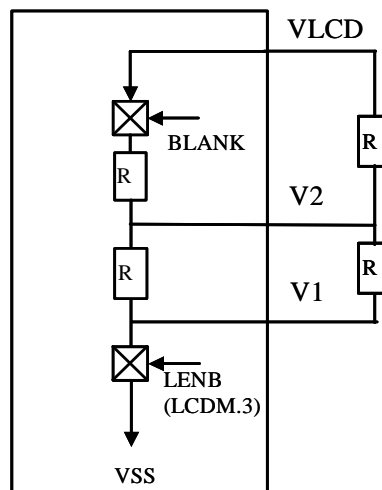 VLCD
R
BLANK
R
V2
R
R
V1
LENB
(LCDM.3)
VSS